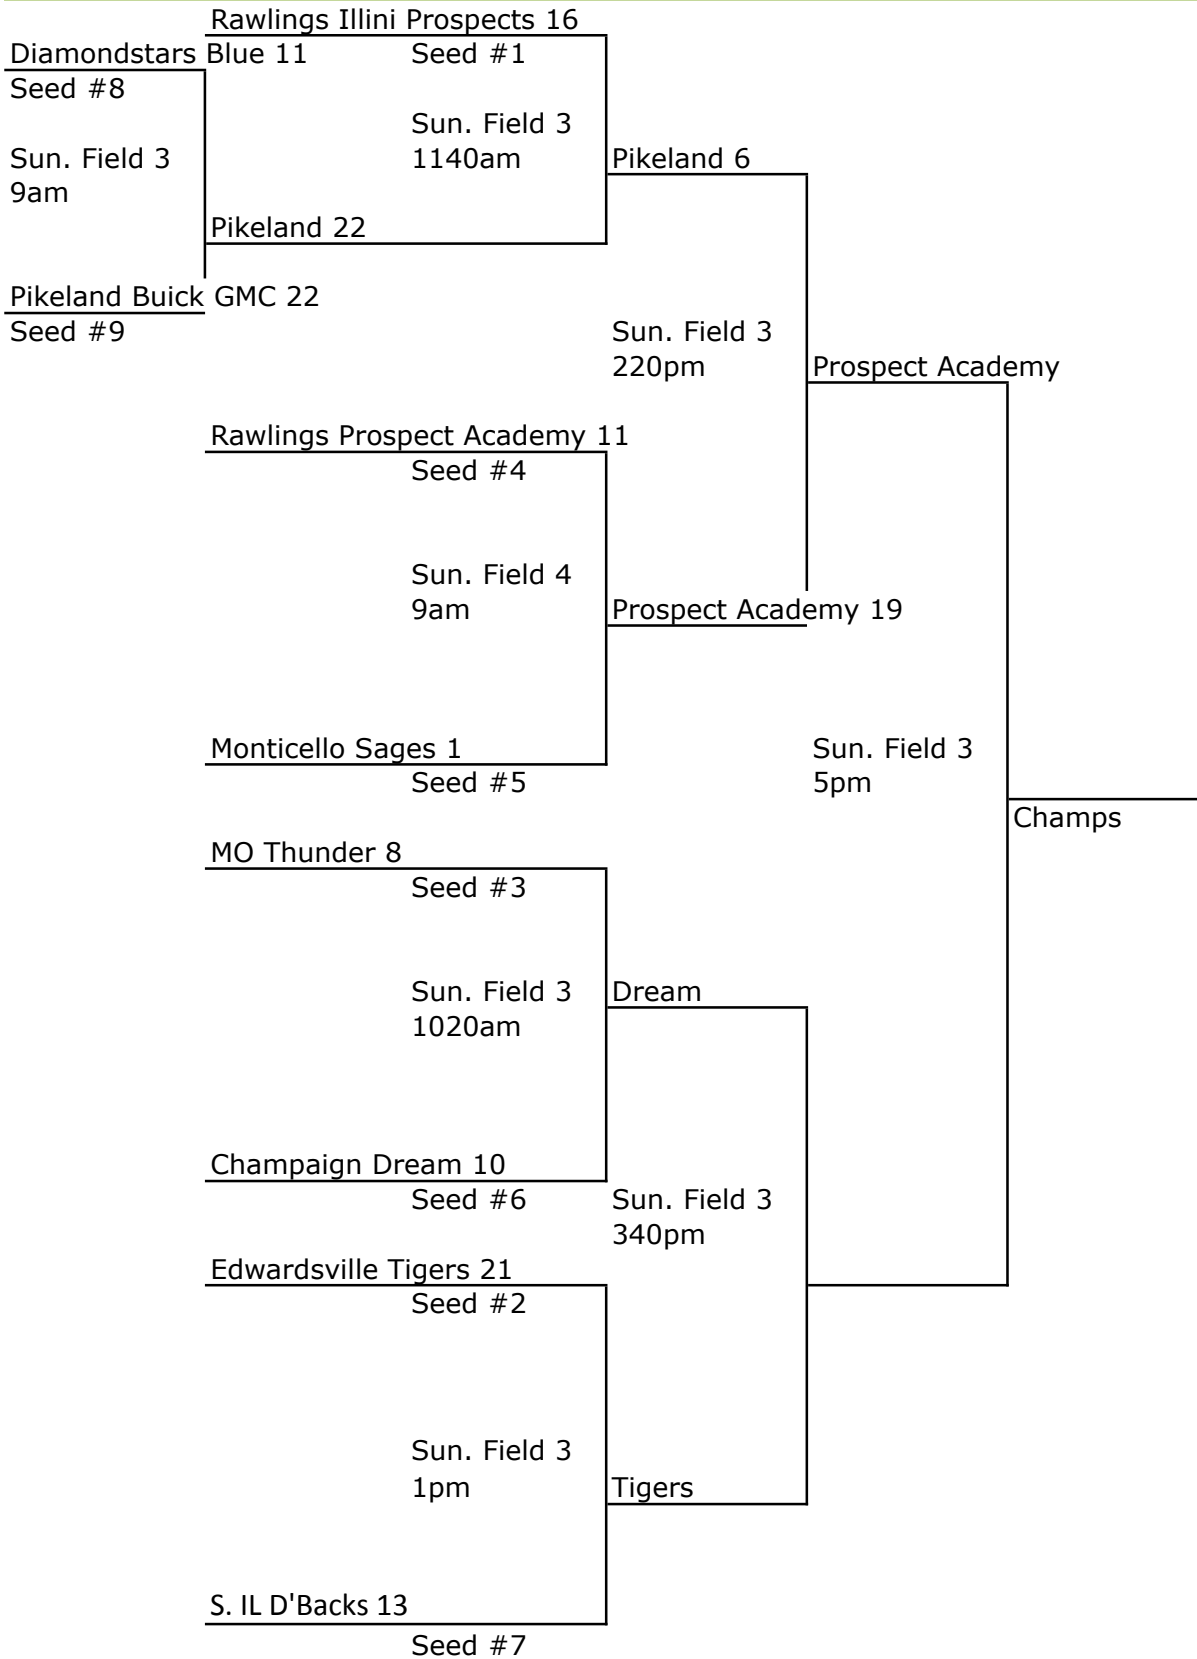 Rawlings Illini Prospects 16
Diamondstars Blue 11
Seed #1
Seed #8
Sun. Field 3
1140am
Sun. Field 3
9am
Pikeland 6
Pikeland 22
Pikeland Buick GMC 22
Seed #9
Sun. Field 3
220pm
Prospect Academy
Rawlings Prospect Academy 11
Seed #4
Sun. Field 4
9am
Prospect Academy 19
Monticello Sages 1
Seed #5
Sun. Field 3
5pm
Champs
MO Thunder 8
Seed #3
Sun. Field 3
1020am
Dream
Champaign Dream 10
Seed #6
Sun. Field 3
340pm
Edwardsville Tigers 21
Seed #2
Sun. Field 3
1pm
Tigers
S. IL D'Backs 13
Seed #7